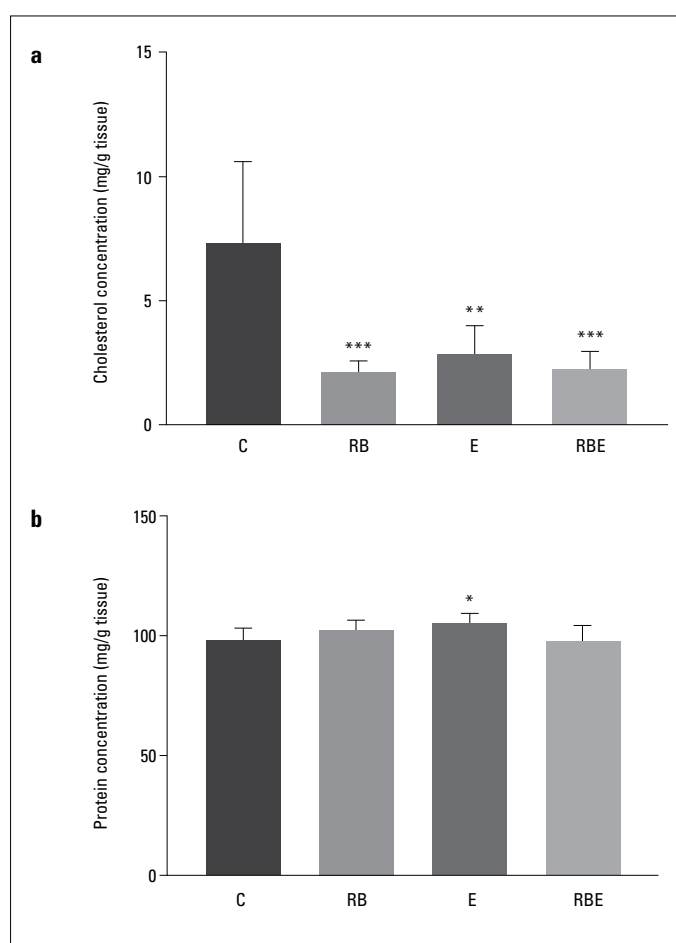 a
Cholesterol concentration (mg/g tissue)
15
10
5
0
***
**
***
C RB E RBE
b
Protein concentration (mg/g tissue)
150
100
50
0
*
C RB E RBE